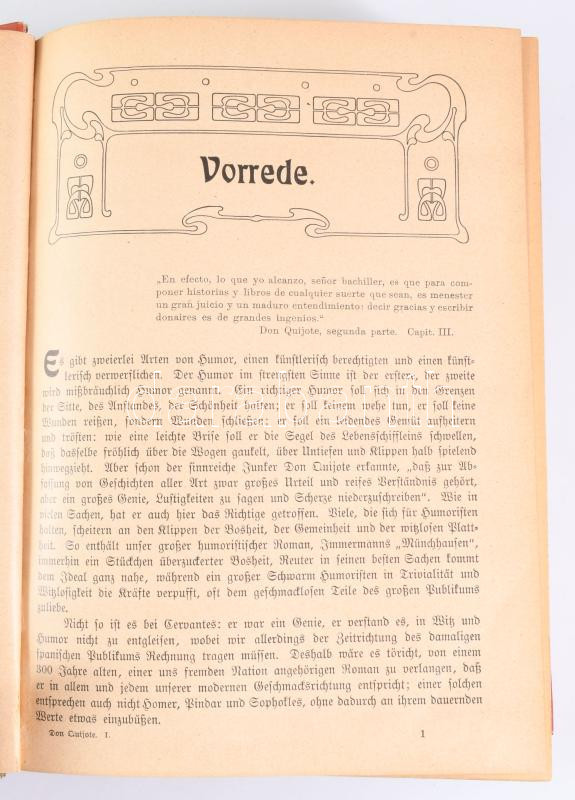 Vorrede.
„En efecto, lo que yo alcanzo, señor bachiller, es que para com-
poner historias y libros de cualquier suerte que sean, es menester
un gran juicio y un maduro entendimiento: decir gracias y escribir
donaires es de grandes ingenios.“
Don Quijote, segunda parte. Capit. III.
Es gibt zweierlei Arten von Humor, einen künstlerisch berechtigten und einen künst-
lerisch verwerflichen. Der Humor im strengsten Sinne ist der erstere, der zweite
wird mißbräuchlich Humor genannt. Ein richtiger Humor soll sich in den Grenzen
der Sitte, des Anstandes, der Schönheit halten; er soll keinem wehe tun, er soll keine
Wunden reißen, sondern Wunden schließen; er soll ein leidendes Gemüt aufheitern
und trösten: wie eine leichte Brise soll er die Segel des Lebensschiffleins schwellen,
daß dasselbe fröhlich über die Wogen gaukelt, über Untiefen und Klippen halb spielend
hinwegzieht. Aber schon der sinnreiche Junker Don Quijote erkannte, „daß zur Ab-
fassung von Geschichten aller Art zwar großes Urteil und reifes Verständnis gehört,
aber ein großes Genie, Lustigkeiten zu sagen und Scherze niederzuschreiben“. Wie in
vielen Sachen, hat er auch hier das Richtige getroffen. Viele, die sich für Humoristen
halten, scheitern an den Klippen der Bosheit, der Gemeinheit und der witzlosen Platt-
heit. So enthält unser großer humoristischer Roman, Immermanns „Münchhausen“,
immerhin ein Stückchen überzuckerter Bosheit, Reuter in seinen besten Sachen kommt
dem Ideal ganz nahe, während ein großer Schwarm Humoristen in Trivialität und
Witzlosigkeit die Kräfte verpufft, oft dem geschmacklosen Teile des großen Publikums
zuliebe.
Nicht so ist es bei Cervantes: er war ein Genie, er verstand es, in Witz und
Humor nicht zu entgleisen, wobei wir allerdings der Zeitrichtung des damaligen
spanischen Publikums Rechnung tragen müssen. Deshalb wäre es töricht, von einem
300 Jahre alten, einer uns fremden Nation angehörigen Roman zu verlangen, daß
er in allem und jedem unserer modernen Geschmacksrichtung entspricht; einer solchen
entsprechen auch nicht Homer, Pindar und Sophokles, ohne dadurch an ihrem dauernden
Werte etwas einzubüßen.
Don Quijote. I. 1